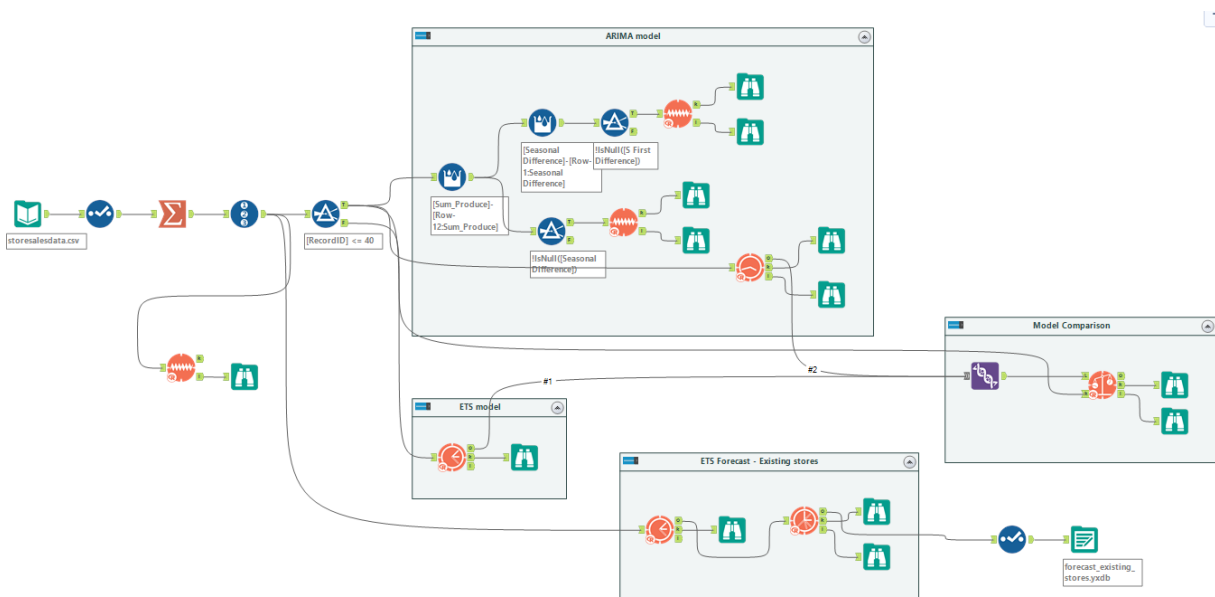 ARIMA model
[Seasonal
Difference]-[Row-
1:Seasonal
Difference]
!IsNull([5 First
Difference])
[Sum_Produce]-
[Row-
12:Sum_Produce]
storesalesdata.csv
[RecordID] <= 40
!IsNull([Seasonal
Difference])
Model Comparison
#2
#1
ETS model
ETS Forecast - Existing stores
forecast_existing_
stores.yxdb